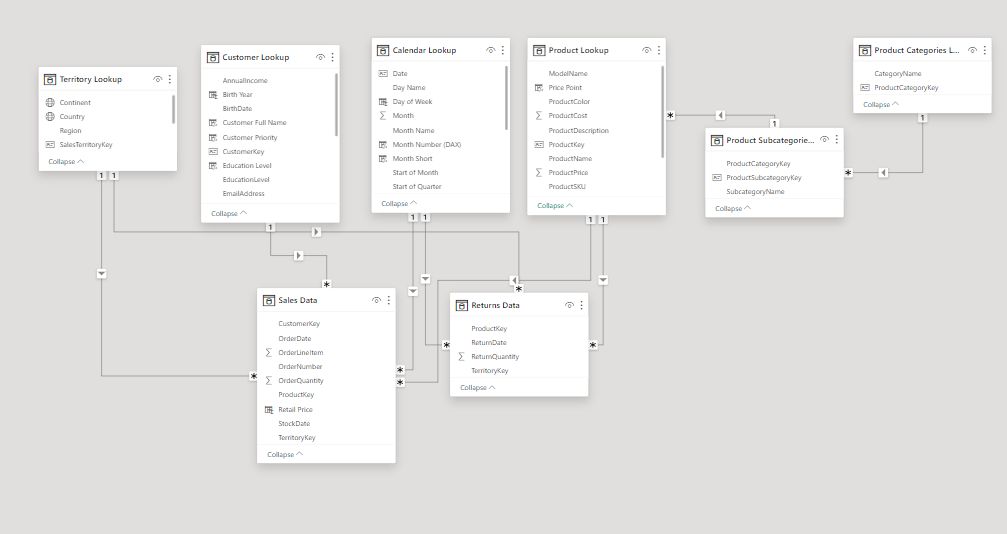 Territory Lookup
Continent
Country
Region
SalesTerritoryKey
Collapse
Customer Lookup
AnnualIncome
Birth Year
BirthDate
Customer Full Name
Customer Priority
CustomerKey
Education Level
EducationLevel
EmailAddress
Collapse
Calendar Lookup
Date
Day Name
Day of Week
Month
Month Name
Month Number (DAX)
Month Short
Start of Month
Start of Quarter
Collapse
Product Lookup
ModelName
Price Point
ProductColor
ProductCost
ProductDescription
ProductKey
ProductName
ProductPrice
ProductSKU
Collapse
Product Categories L...
CategoryName
ProductCategoryKey
Collapse
Product Subcategorie...
ProductCategoryKey
ProductSubcategoryKey
SubcategoryName
Collapse
Sales Data
CustomerKey
OrderDate
OrderLineItem
OrderNumber
OrderQuantity
ProductKey
Retail Price
StockDate
TerritoryKey
Collapse
Returns Data
ProductKey
ReturnDate
ReturnQuantity
TerritoryKey
Collapse
1 1
1
1 1
1 1
1
1
*
*
*
*
*
*
*
*
*